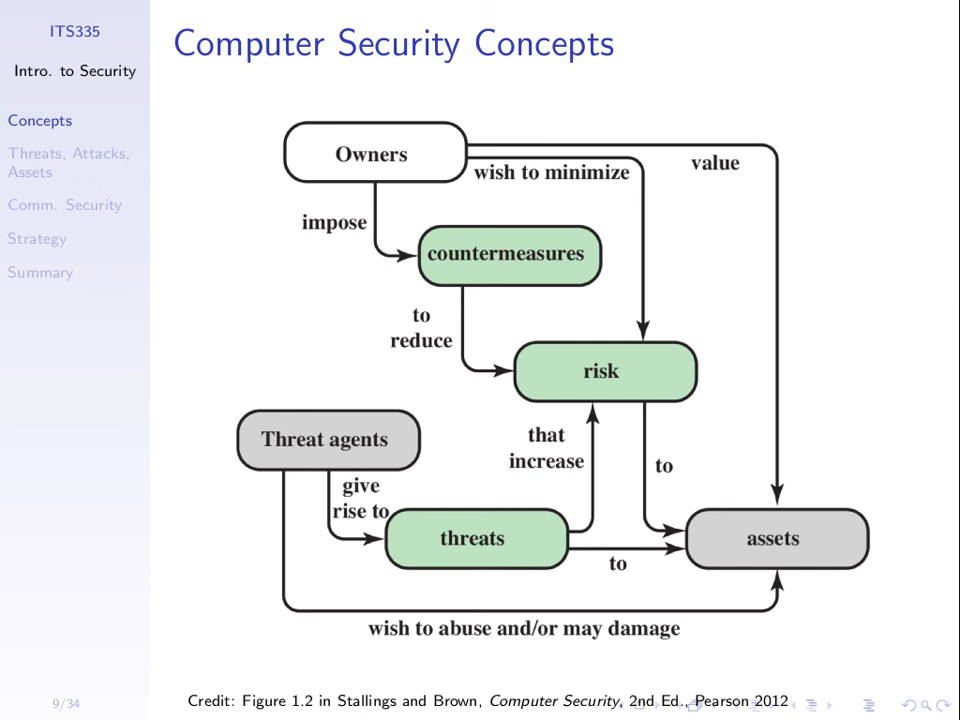 ITS335
Intro. to Security
Concepts
Threats, Attacks,
Assets
Comm. Security
Strategy
Summary
9/34
Computer Security Concepts
Owners
value
wish to minimize
impose
countermeasures
to
reduce
risk
Threat agents
that
increase
to
give
rise to
threats
assets
to
wish to abuse and/or may damage
Credit: Figure 1.2 in Stallings and Brown, Computer Security, 2nd Ed., Pearson 2012